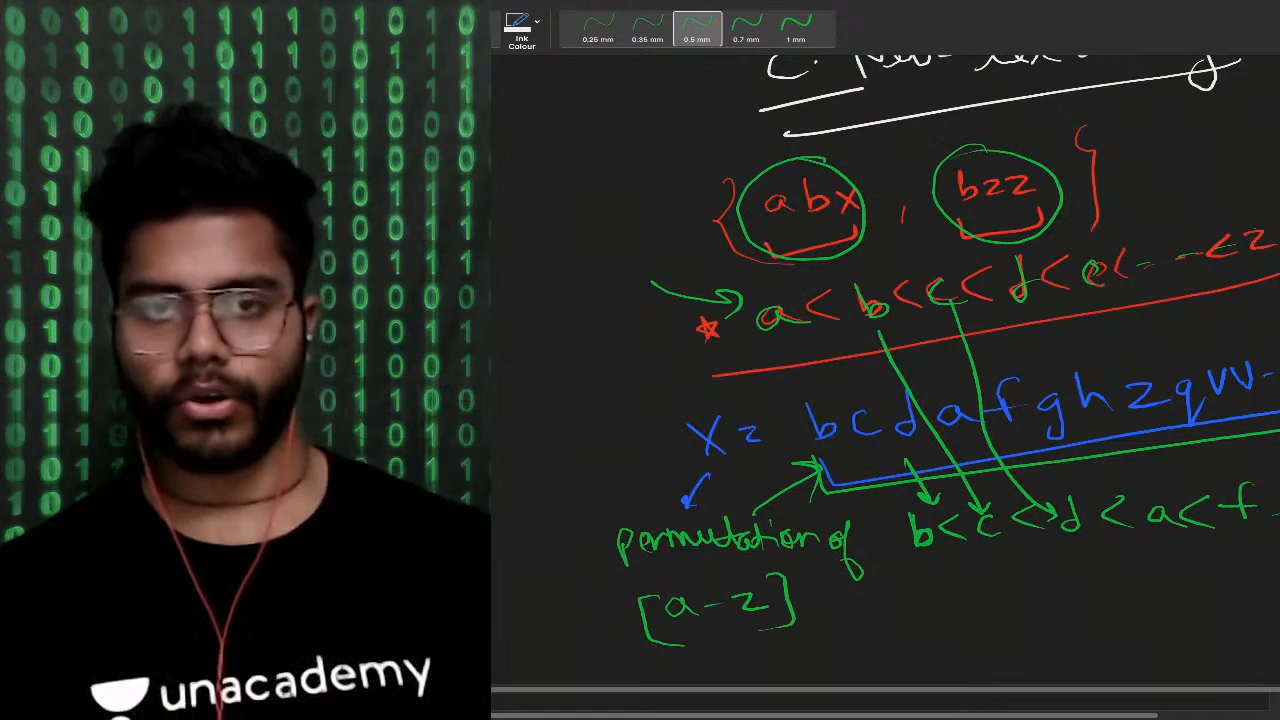 Ink
Colour
0.25 mm 0.35 mm 0.5 mm 0.7 mm 1 mm
C.
{ abx , bzz }
* a < b < c < d < e < - - < z
X = b c d a f g h z q w -
permutation of b < c < d < a < f -
[a-z]
unacademy